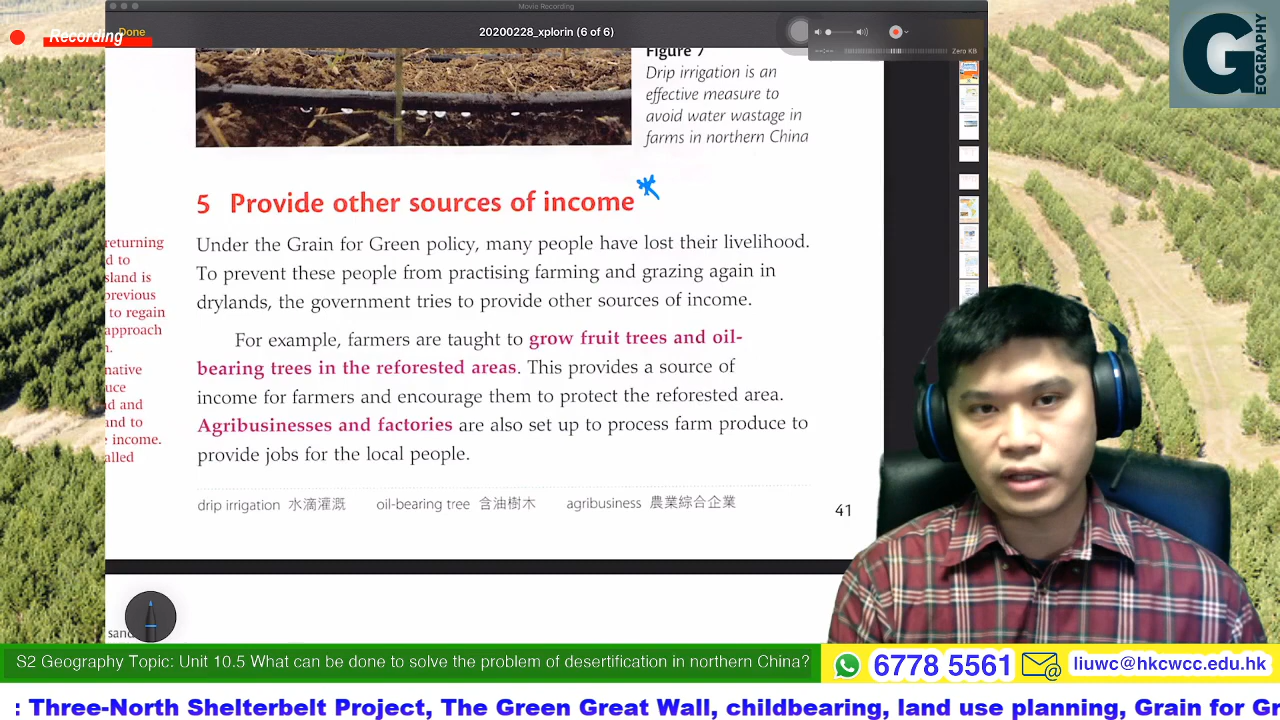 Movie Recording
Recording
Done
20200228_xplorin (6 of 6)
Zero KB
GEOGRAPHY
Figure 7
Drip irrigation is an
effective measure to
avoid water wastage in
farms in northern China
5 Provide other sources of income
Under the Grain for Green policy, many people have lost their livelihood.
To prevent these people from practising farming and grazing again in
drylands, the government tries to provide other sources of income.
For example, farmers are taught to grow fruit trees and oil-
bearing trees in the reforested areas. This provides a source of
income for farmers and encourage them to protect the reforested area.
Agribusinesses and factories are also set up to process farm produce to
provide jobs for the local people.
returning
d to
sland is
previous
to regain
approach
n.
native
uce
d and
and to
e income.
alled
drip irrigation 水滴灌溉 oil-bearing tree 含油樹木 agribusiness 農業綜合企業
41
sand
S2 Geography Topic: Unit 10.5 What can be done to solve the problem of desertification in northern China?
6778 5561
liuwc@hkcwcc.edu.hk
: Three-North Shelterbelt Project, The Green Great Wall, childbearing, land use planning, Grain for Gr